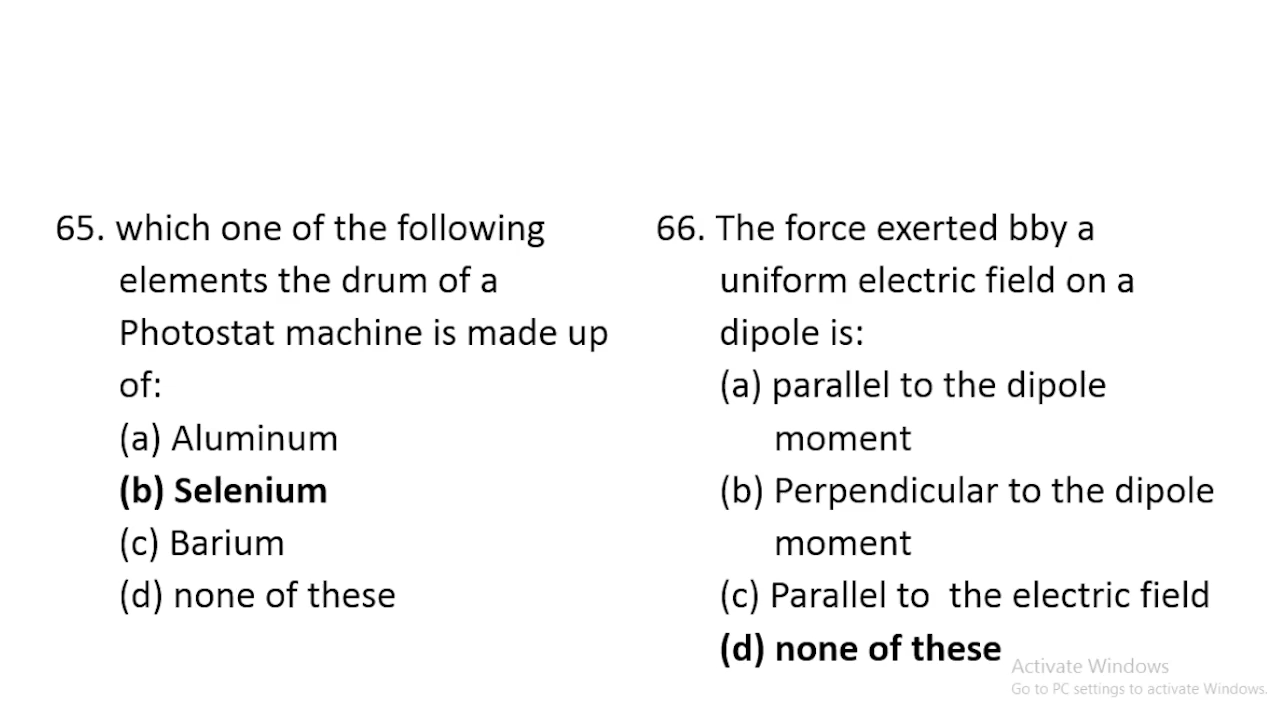 65. which one of the following
elements the drum of a
Photostat machine is made up
of:
(a) Aluminum
(b) Selenium
(c) Barium
(d) none of these
66. The force exerted bby a
uniform electric field on a
dipole is:
(a) parallel to the dipole
moment
(b) Perpendicular to the dipole
moment
(c) Parallel to  the electric field
(d) none of these
Activate Windows
Go to PC settings to activate Windows.